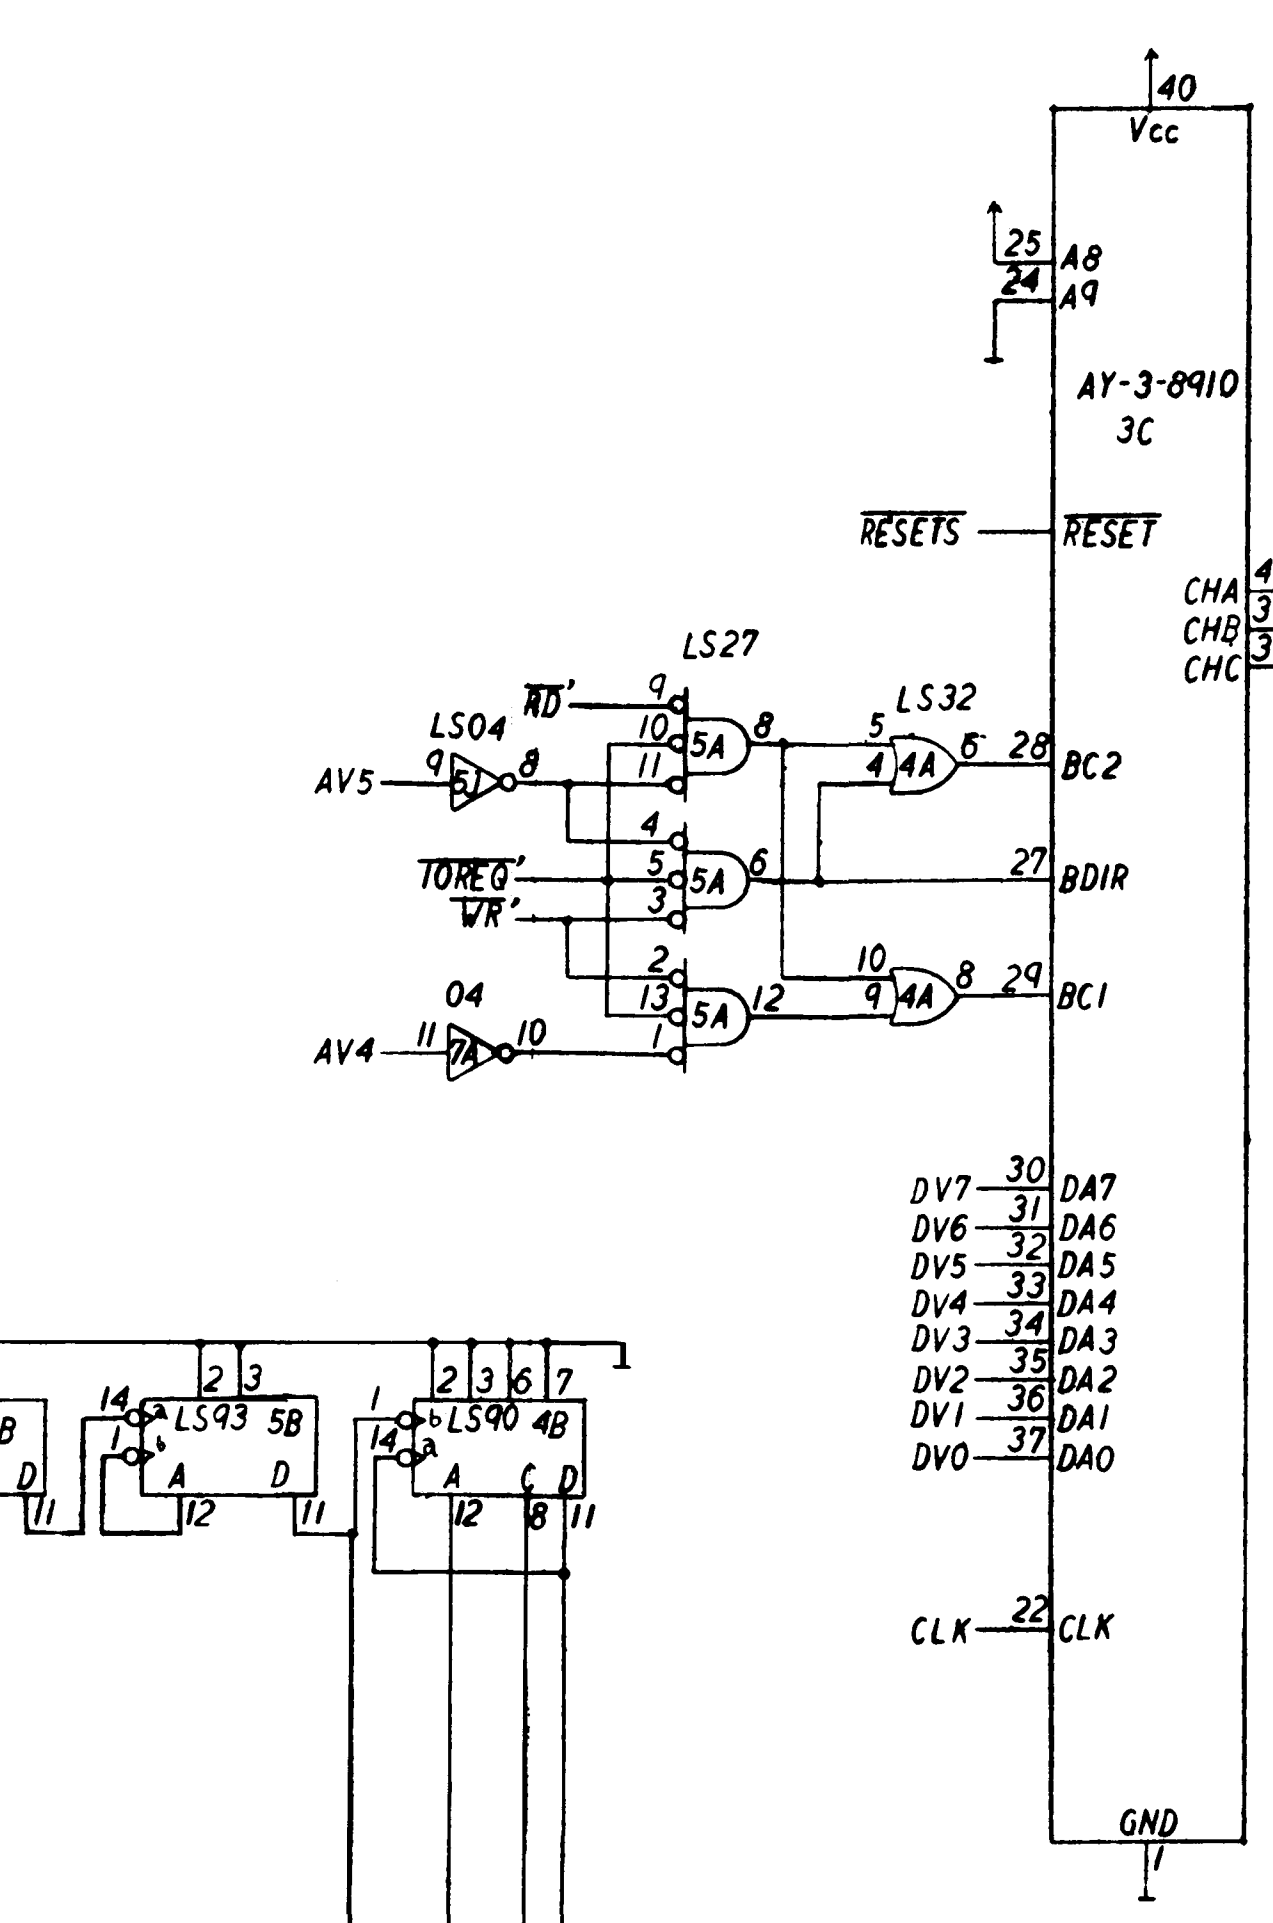 40
Vcc
25
A8
24
A9
AY-3-8910
3C
RESETS
RESET
CHA
4
CHB
3
CHC
3
LS27
RD'
9
LS32
LS04
10
5A
8
5
6
28
AV5
9
5J
8
11
4
4A
BC2
4
IOREQ'
5
5A
6
27
BDIR
WR'
3
2
10
8
29
04
13
5A
12
9
4A
BC1
AV4
11
7A
10
1
DV7
30
DA7
DV6
31
DA6
DV5
32
DA5
DV4
33
DA4
DV3
34
DA3
DV2
35
DA2
DV1
36
DA1
DV0
37
DA0
2
3
2
3
6
7
14
a
LS93
5B
1
b
LS90
4B
B
1
b
14
a
D
A
D
A
C
D
11
12
11
12
8
11
CLK
22
CLK
GND
1